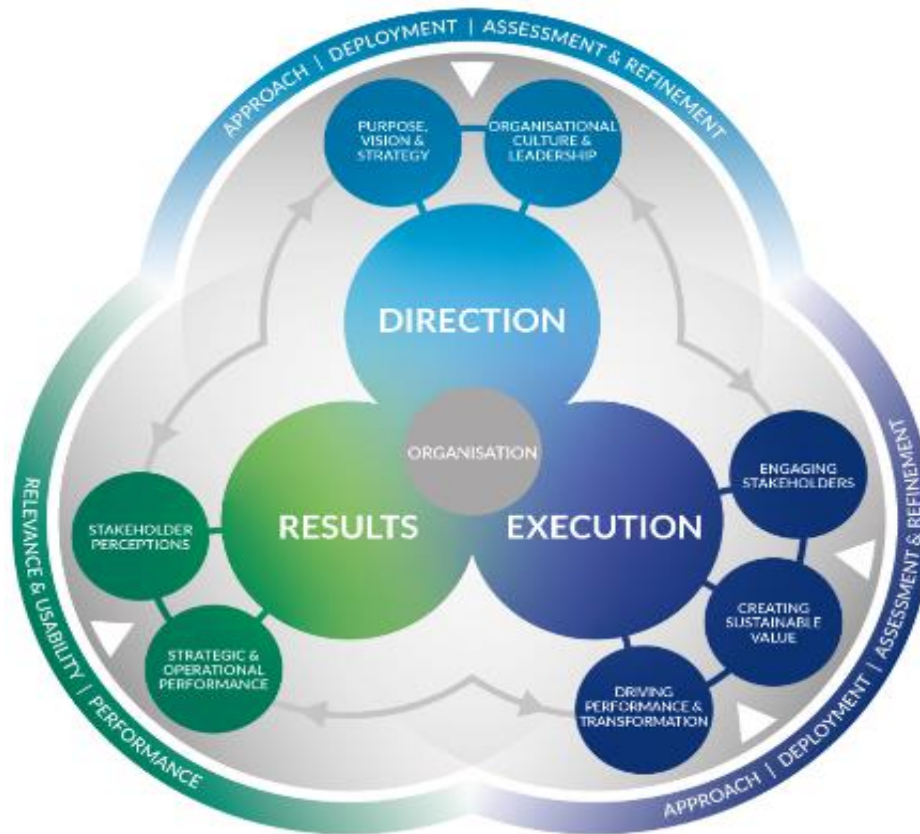 APPROACH | DEPLOYMENT | ASSESSMENT & REFINEMENT
PURPOSE,
VISION &
STRATEGY
ORGANISATIONAL
CULTURE &
LEADERSHIP
DIRECTION
ORGANISATION
RESULTS
EXECUTION
STAKEHOLDER
PERCEPTIONS
STRATEGIC &
OPERATIONAL
PERFORMANCE
ENGAGING
STAKEHOLDERS
CREATING
SUSTAINABLE
VALUE
DRIVING
PERFORMANCE &
TRANSFORMATION
RELEVANCE & USABILITY | PERFORMANCE
APPROACH | DEPLOYMENT | ASSESSMENT & REFINEMENT